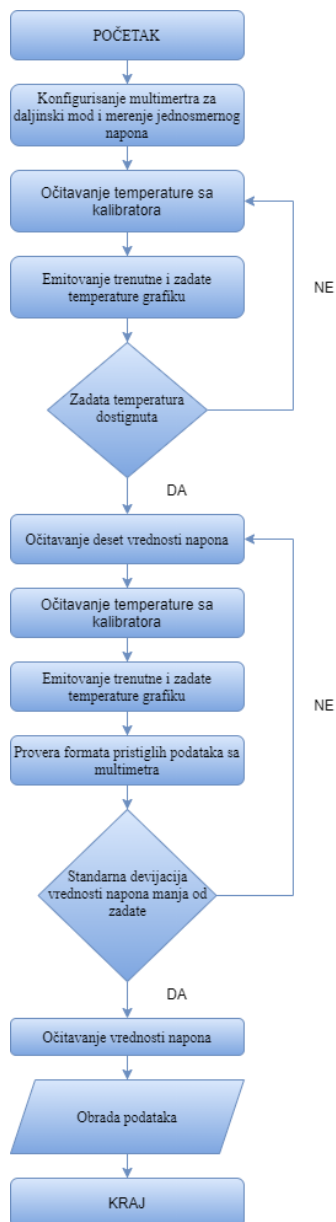 POČETAK
Konfigurisanje multimertra za
daljinski mod i merenje jednosmernog
napona
Očitavanje temperature sa
kalibratora
Emitovanje trenutne i zadate
temperature grafiku
NE
Zadata temperatura
dostignuta
DA
Očitavanje deset vrednosti napona
Očitavanje temperature sa
kalibratora
Emitovanje trenutne i zadate
temperature grafiku
NE
Provera formata pristiglih podataka sa
multimetra
Standarna devijacija
vrednosti napona manja od
zadate
DA
Očitavanje vrednosti napona
Obrada podataka
KRAJ